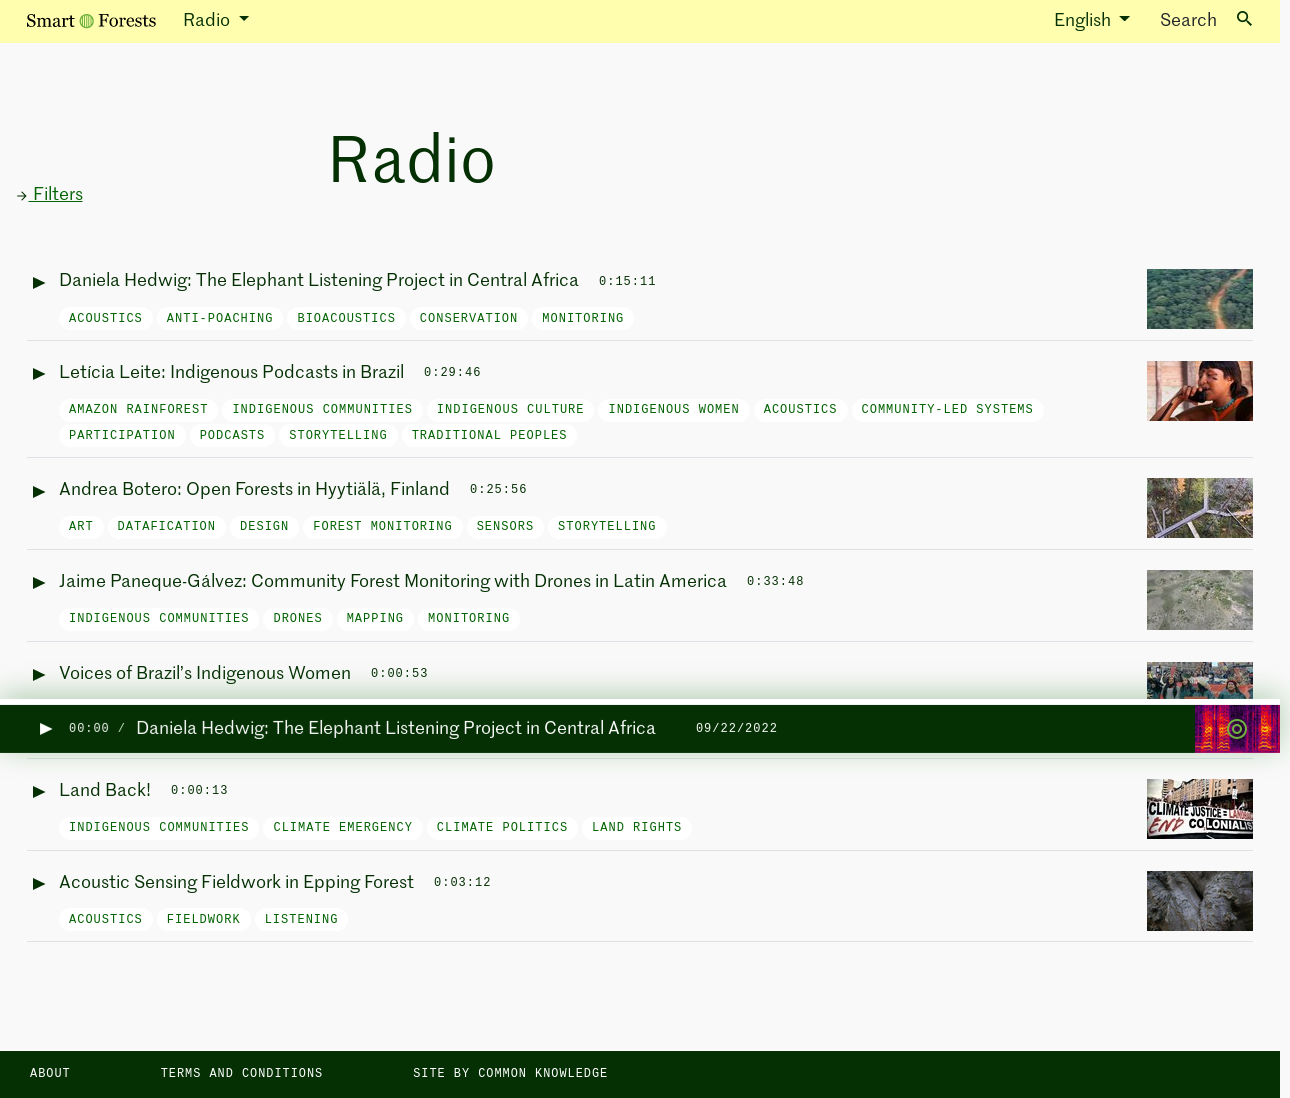 Smart Forests Radio English Search
Radio
Filters
Daniela Hedwig: The Elephant Listening Project in Central Africa 0:15:11
ACOUSTICS ANTI-POACHING BIOACOUSTICS CONSERVATION MONITORING
Letícia Leite: Indigenous Podcasts in Brazil 0:29:46
AMAZON RAINFOREST INDIGENOUS COMMUNITIES INDIGENOUS CULTURE INDIGENOUS WOMEN ACOUSTICS COMMUNITY-LED SYSTEMS
PARTICIPATION PODCASTS STORYTELLING TRADITIONAL PEOPLES
Andrea Botero: Open Forests in Hyytiälä, Finland 0:25:56
ART DATAFICATION DESIGN FOREST MONITORING SENSORS STORYTELLING
Jaime Paneque-Gálvez: Community Forest Monitoring with Drones in Latin America 0:33:48
INDIGENOUS COMMUNITIES DRONES MAPPING MONITORING
Voices of Brazil's Indigenous Women 0:00:53
00:00 / Daniela Hedwig: The Elephant Listening Project in Central Africa 09/22/2022
Land Back! 0:00:13
CLIMATE JUSTICE =
END COLONIALIS
INDIGENOUS COMMUNITIES CLIMATE EMERGENCY CLIMATE POLITICS LAND RIGHTS
Acoustic Sensing Fieldwork in Epping Forest 0:03:12
ACOUSTICS FIELDWORK LISTENING
ABOUT TERMS AND CONDITIONS SITE BY COMMON KNOWLEDGE